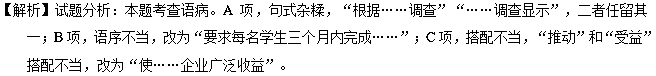 【解析】试题分析：本题考查语病。A 项，句式杂糅，“根据……调查”“……调查显示”，二者任留其
一；B项，语序不当，改为“要求每名学生三个月内完成……”；C项，搭配不当，“推动”和“受益”
搭配不当，改为“使……企业广泛收益”。